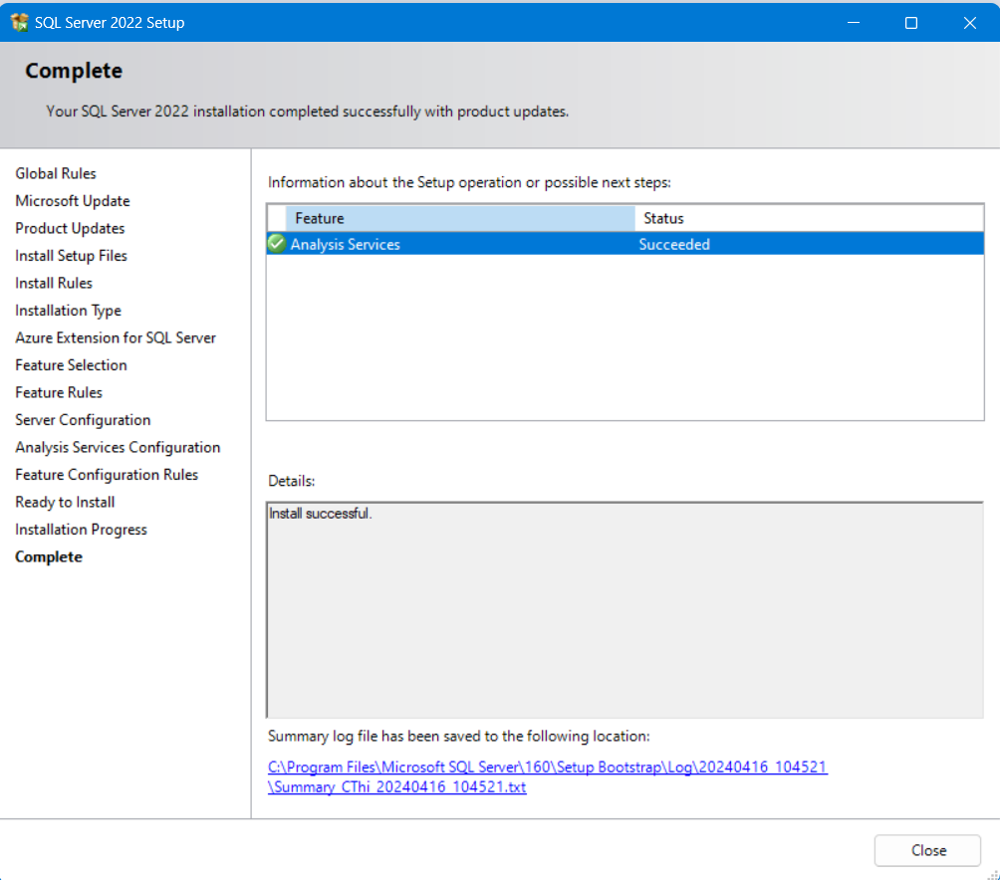 SQL Server 2022 Setup
Complete
Your SQL Server 2022 installation completed successfully with product updates.
Global Rules
Microsoft Update
Product Updates
Install Setup Files
Install Rules
Installation Type
Azure Extension for SQL Server
Feature Selection
Feature Rules
Server Configuration
Analysis Services Configuration
Feature Configuration Rules
Ready to Install
Installation Progress
Complete
Information about the Setup operation or possible next steps:
Feature Status
Analysis Services Succeeded
Details:
Install successful.
Summary log file has been saved to the following location:
C:\Program Files\Microsoft SQL Server\160\Setup Bootstrap\Log\20240416_104521
\Summary_CThi_20240416_104521.txt
Close